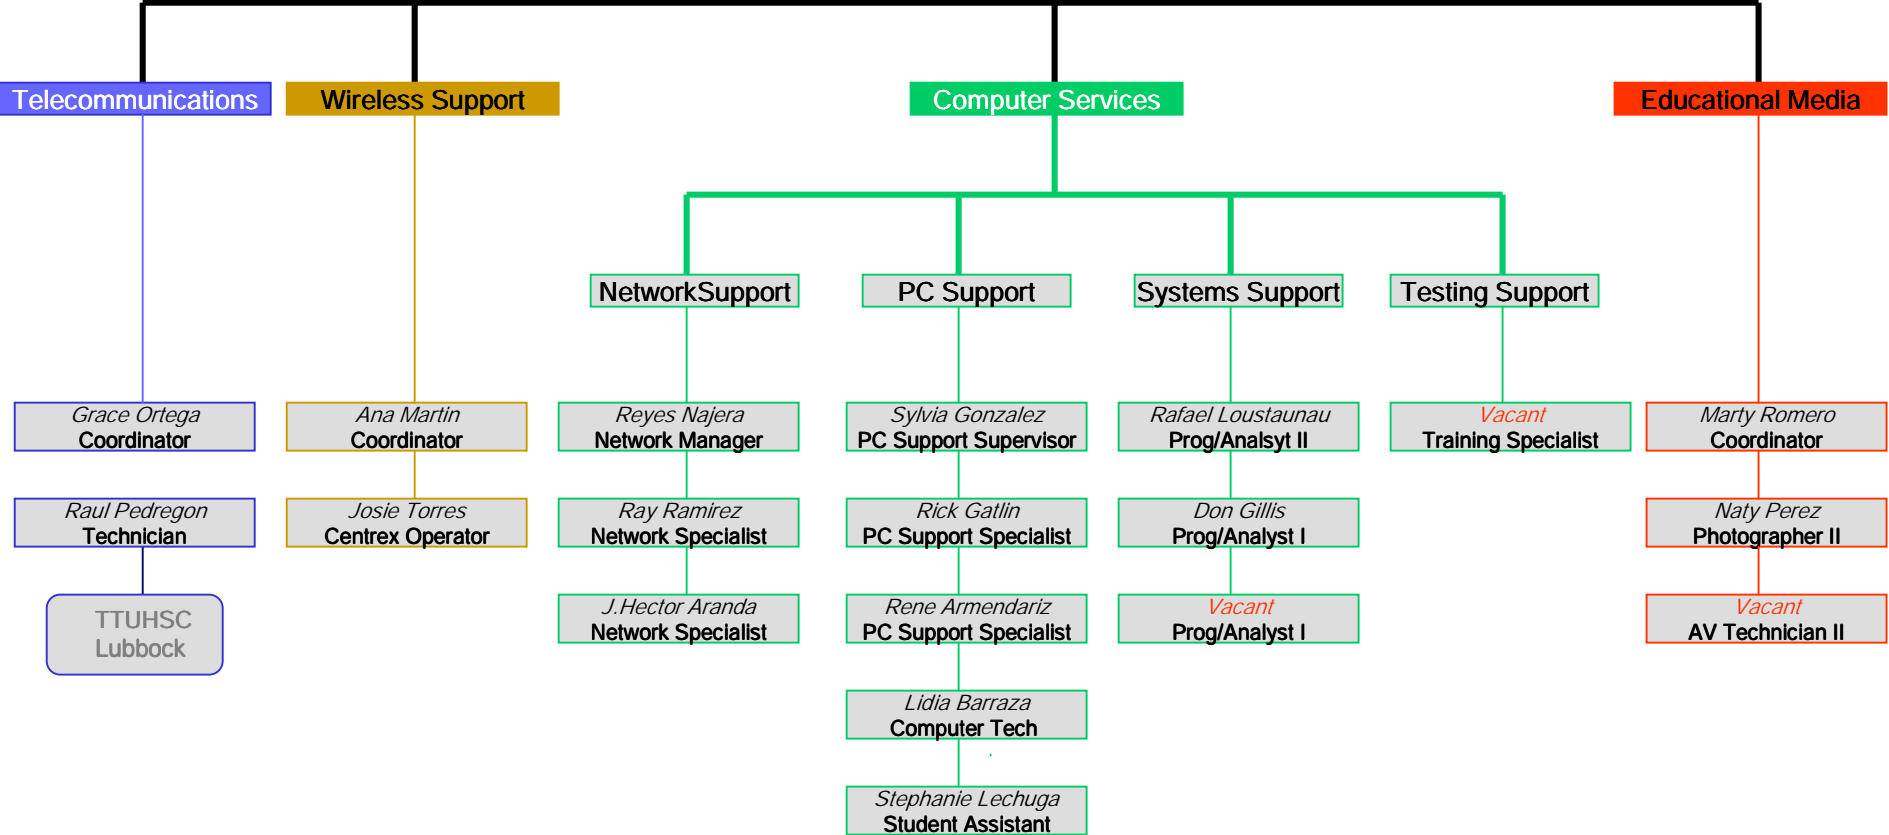 Telecommunications
Wireless Support
Computer Services
Educational Media
NetworkSupport
PC Support
Systems Support
Testing Support
Grace Ortega
Coordinator
Ana Martin
Coordinator
Reyes Najera
Network Manager
Sylvia Gonzalez
PC Support Supervisor
Rafael Loustaunau
Prog/Analsyt II
Vacant
Training Specialist
Marty Romero
Coordinator
Raul Pedregon
Technician
Josie Torres
Centrex Operator
Ray Ramirez
Network Specialist
Rick Gatlin
PC Support Specialist
Don Gillis
Prog/Analyst I
Naty Perez
Photographer II
TTUHSC
Lubbock
J.Hector Aranda
Network Specialist
Rene Armendariz
PC Support Specialist
Vacant
Prog/Analyst I
Vacant
AV Technician II
Lidia Barraza
Computer Tech
Stephanie Lechuga
Student Assistant